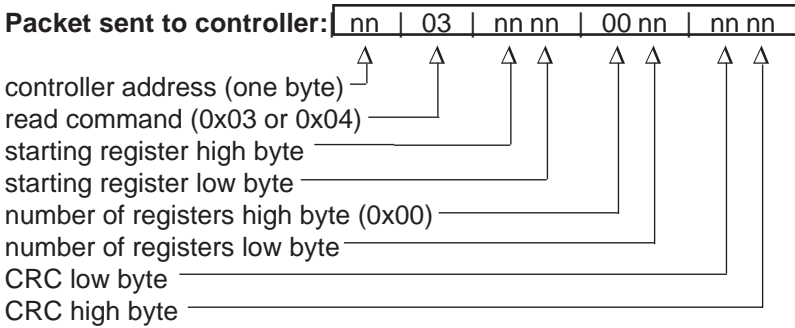 Packet sent to controller:| nn | 03 | nn nn | 00 nn | nn nn
controller address (one byte)
read command (0x03 or 0x04)
starting register high byte
starting register low byte
number of registers high byte (0x00)
number of registers low byte
CRC low byte
CRC high byte